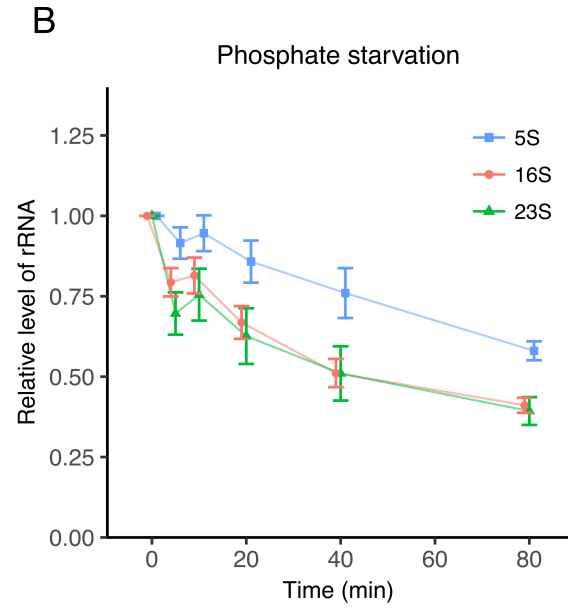 B
Phosphate starvation
Relative level of rRNA
1.25
1.00
0.75
0.50
0.25
0.00
5S
16S
23S
0 20 40 60 80
Time (min)